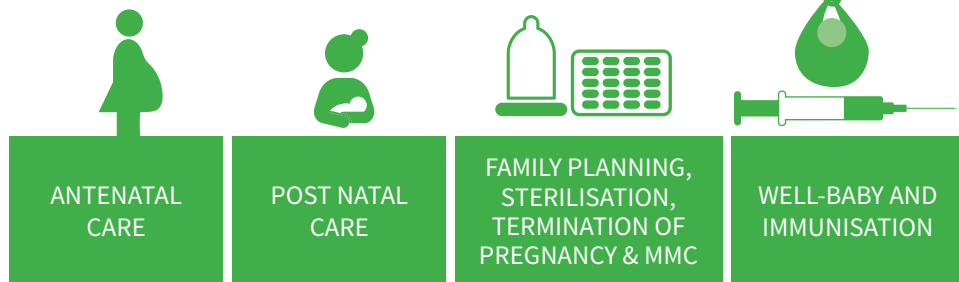 ANTENATAL
CARE
POST NATAL
CARE
FAMILY PLANNING,
STERILISATION,
TERMINATION OF
PREGNANCY & MMC
WELL-BABY AND
IMMUNISATION